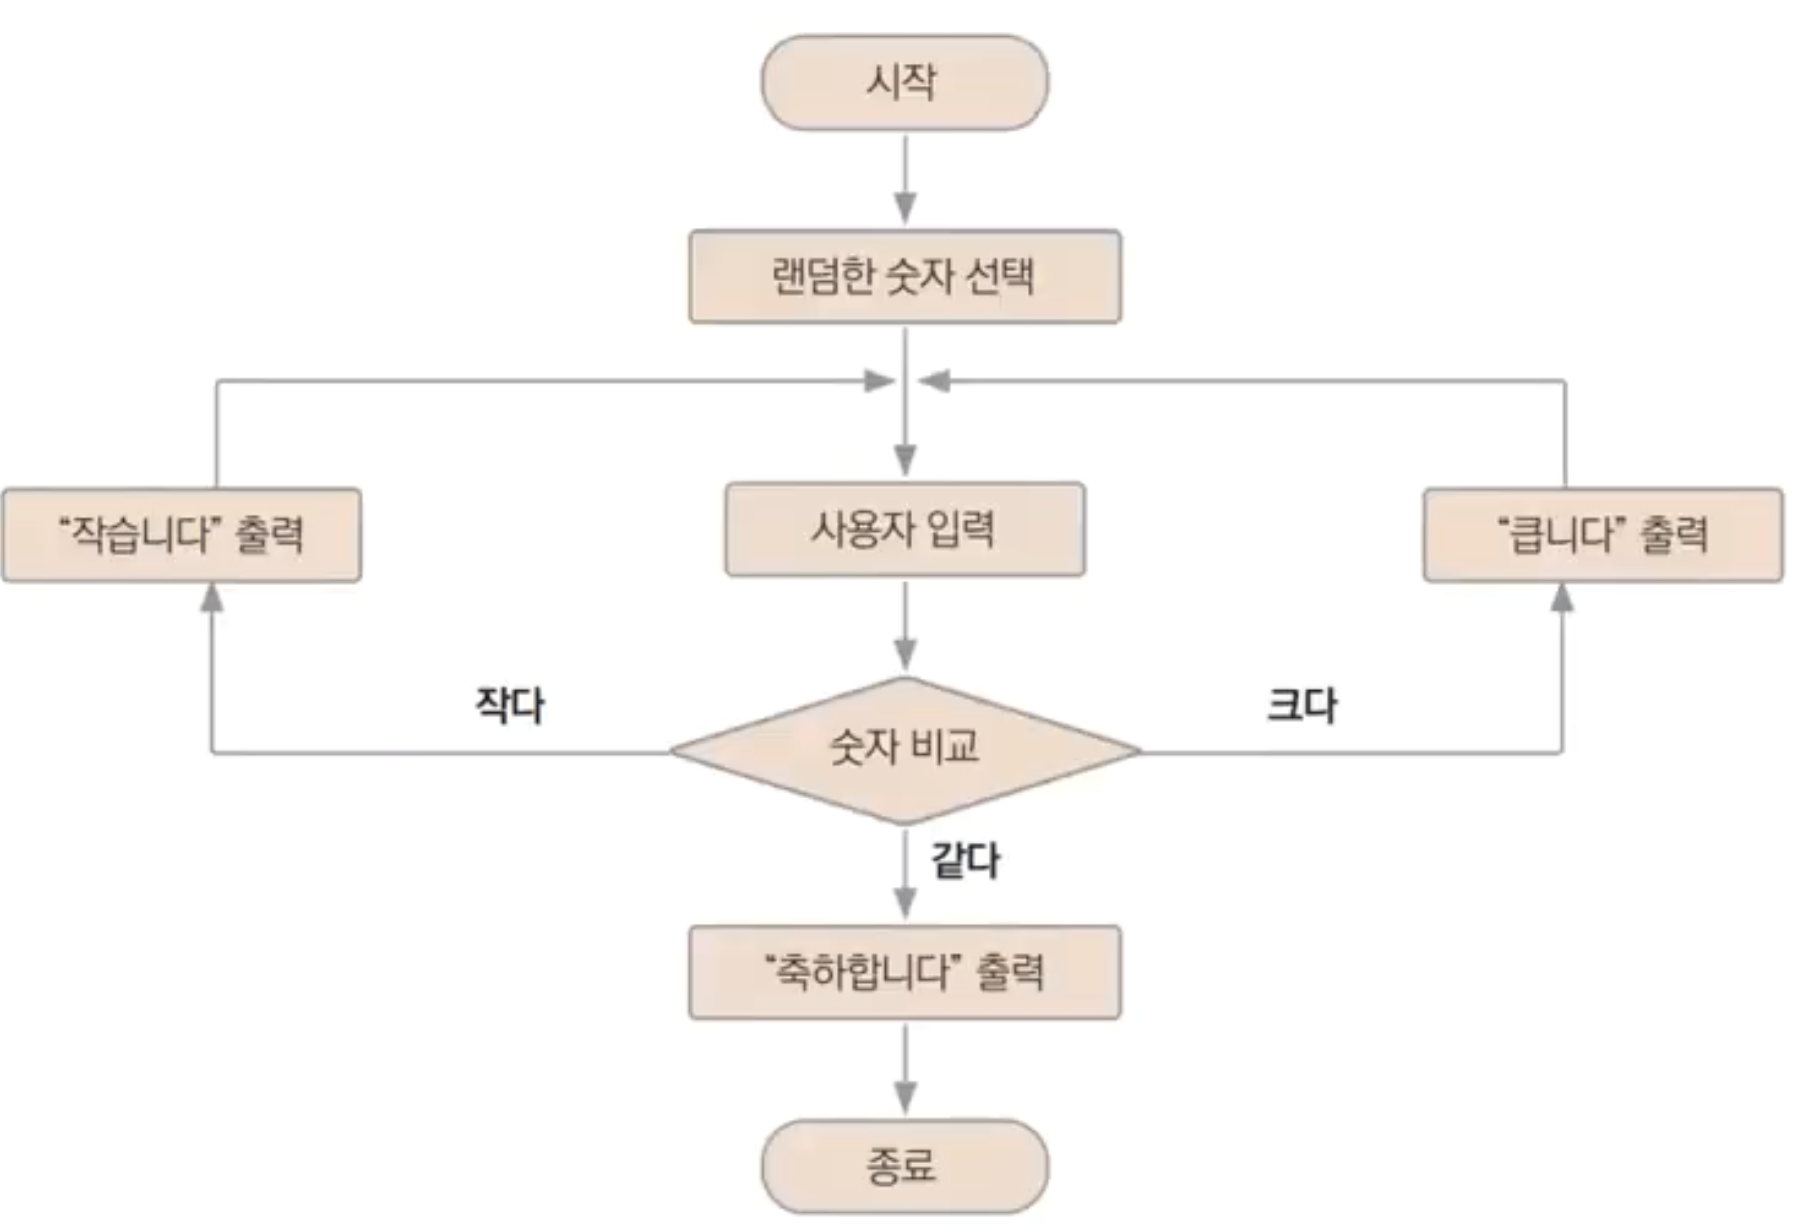 시작
랜덤한 숫자 선택
“작습니다” 출력
사용자 입력
“큽니다” 출력
작다
숫자 비교
크다
같다
“축하합니다” 출력
종료